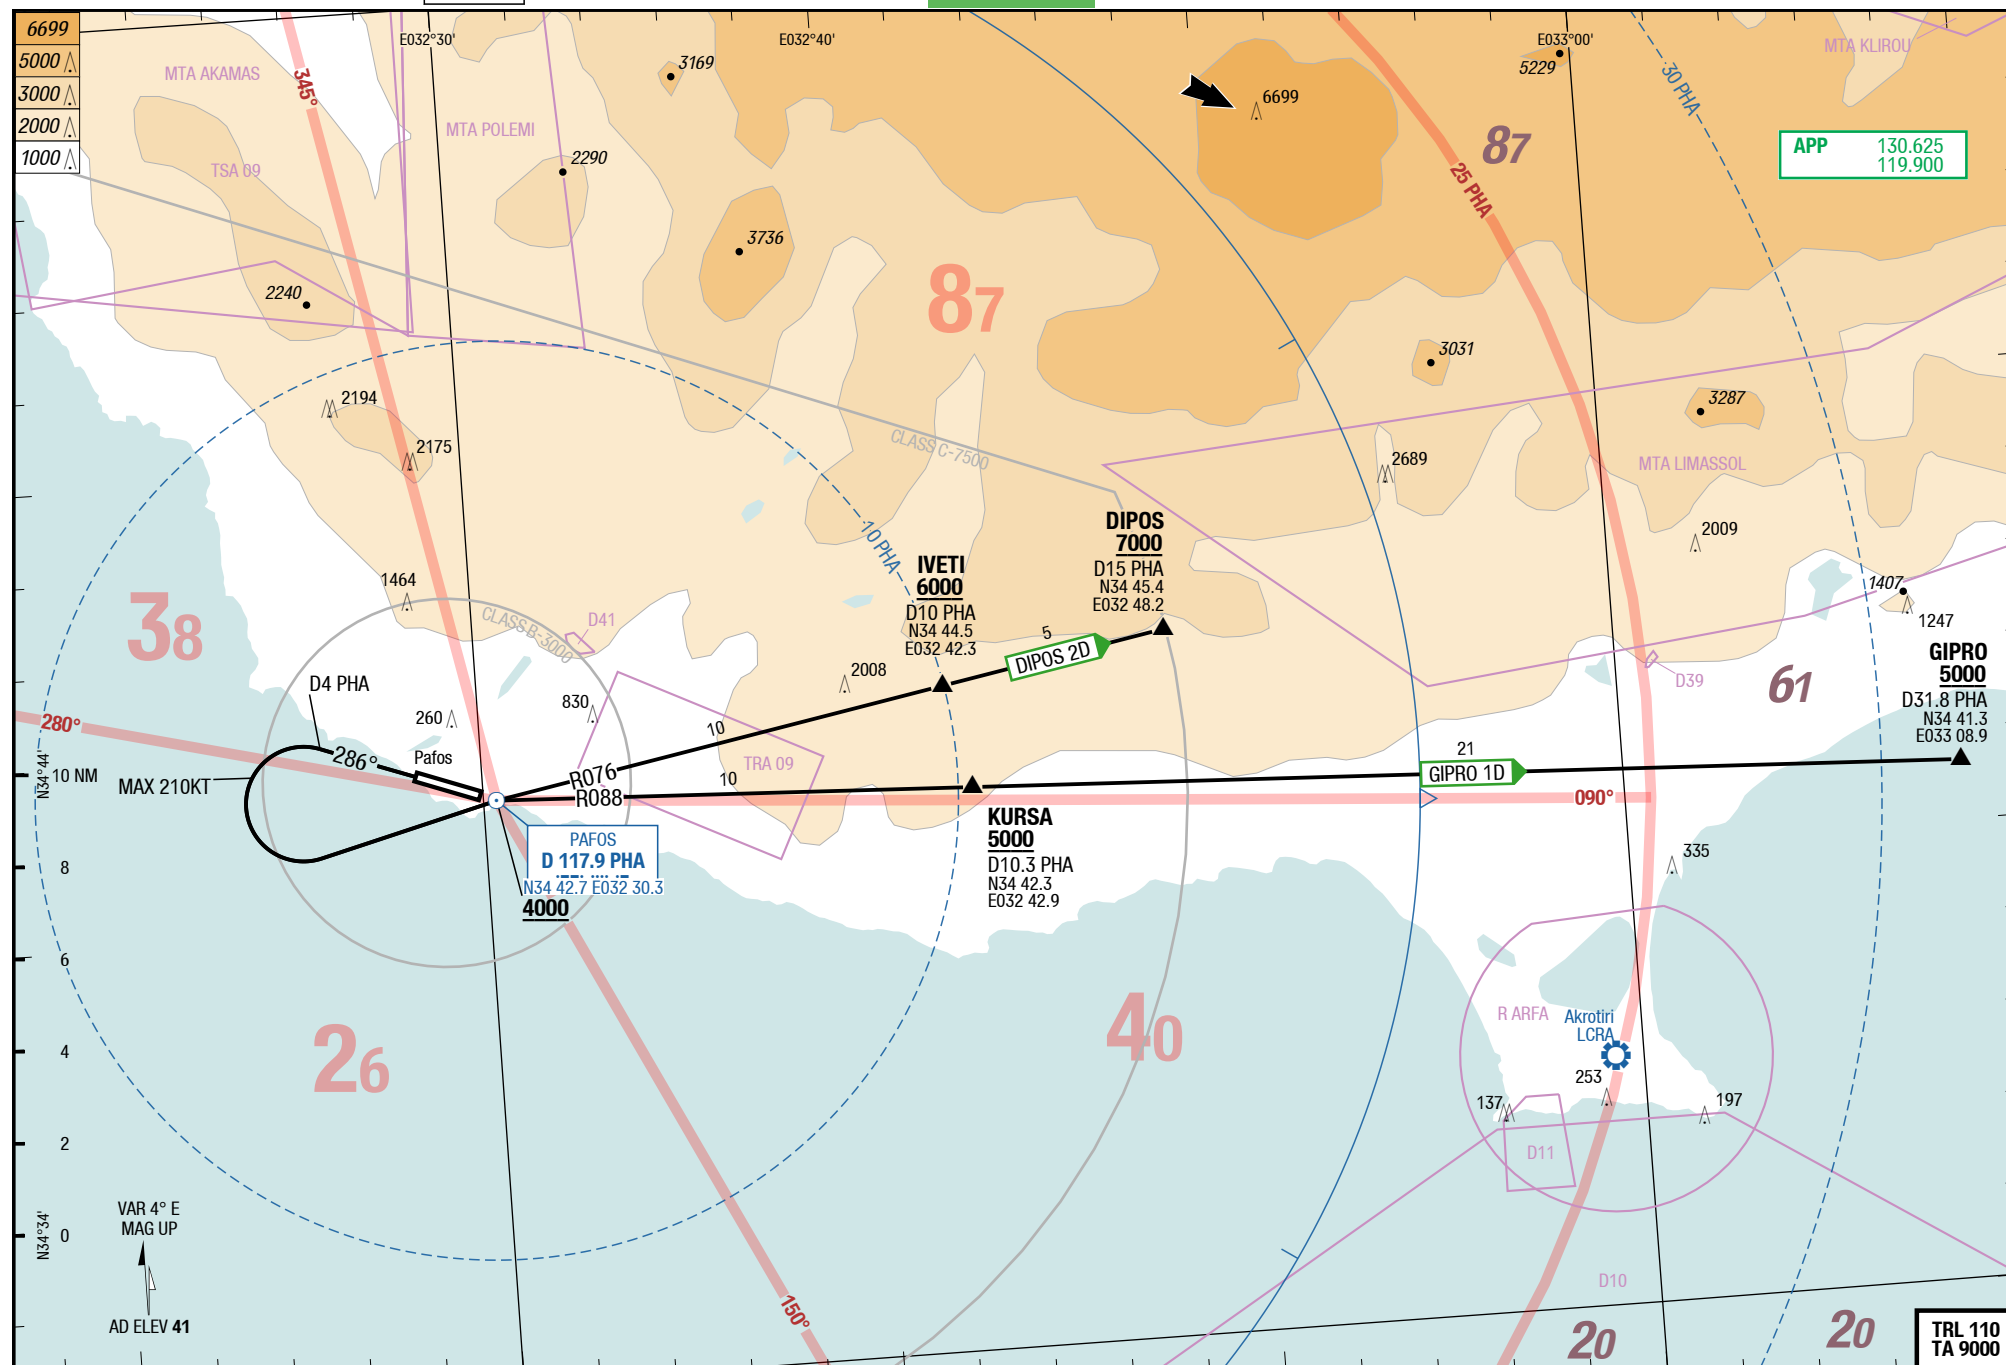 6699
5000
3000
2000
1000
E032°30'
E032°40'
E033°00'
MTA AKAMAS
345°
MTA POLEMI
TSA 09
3169
2290
3736
2240
6699
5229
30 PHA
MTA KLIROU
87
25 PHA
APP 130.625
119.900
87
2194
2175
CLASS C-7500
3031
3287
2689
MTA LIMASSOL
2009
10 PHA
DIPOS
7000
D15 PHA
N34 45.4
E032 48.2
IVETI
6000
D10 PHA
N34 44.5
E032 42.3
1464
CLASS B-3000
D41
38
5
DIPOS 2D
1407
1247
GIPRO
5000
D31.8 PHA
N34 41.3
E033 08.9
D39
61
2008
D4 PHA
260
830
280°
286°
Pafos
10
R076
TRA 09
10
R088
21
GIPRO 1D
N34°44'
10 NM
MAX 210KT
090°
KURSA
5000
D10.3 PHA
N34 42.3
E032 42.9
PAFOS
D 117.9 PHA
N34 42.7 E032 30.3
4000
335
8
6
4
2
0
40
26
R ARFA
Akrotiri
LCRA
253
137
197
D11
D10
N34°34'
VAR 4° E
MAG UP
AD ELEV 41
150°
20
20
TRL 110
TA 9000